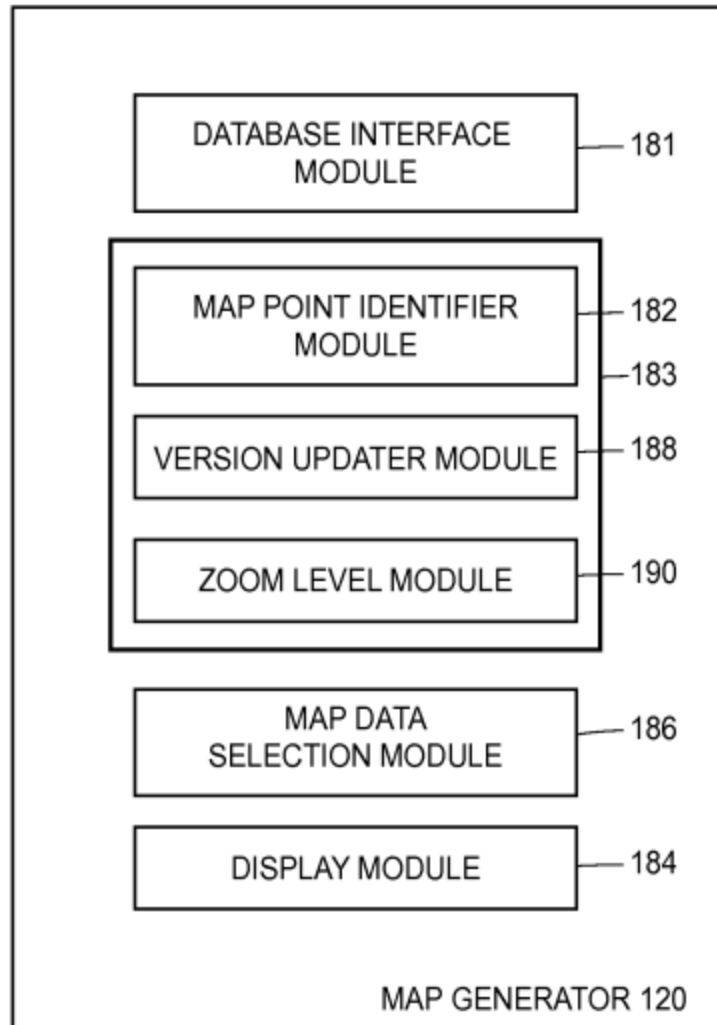 DATABASE INTERFACE
MODULE
181
MAP POINT IDENTIFIER
MODULE
182
183
VERSION UPDATER MODULE
188
ZOOM LEVEL MODULE
190
MAP DATA
SELECTION MODULE
186
DISPLAY MODULE
184
MAP GENERATOR 120